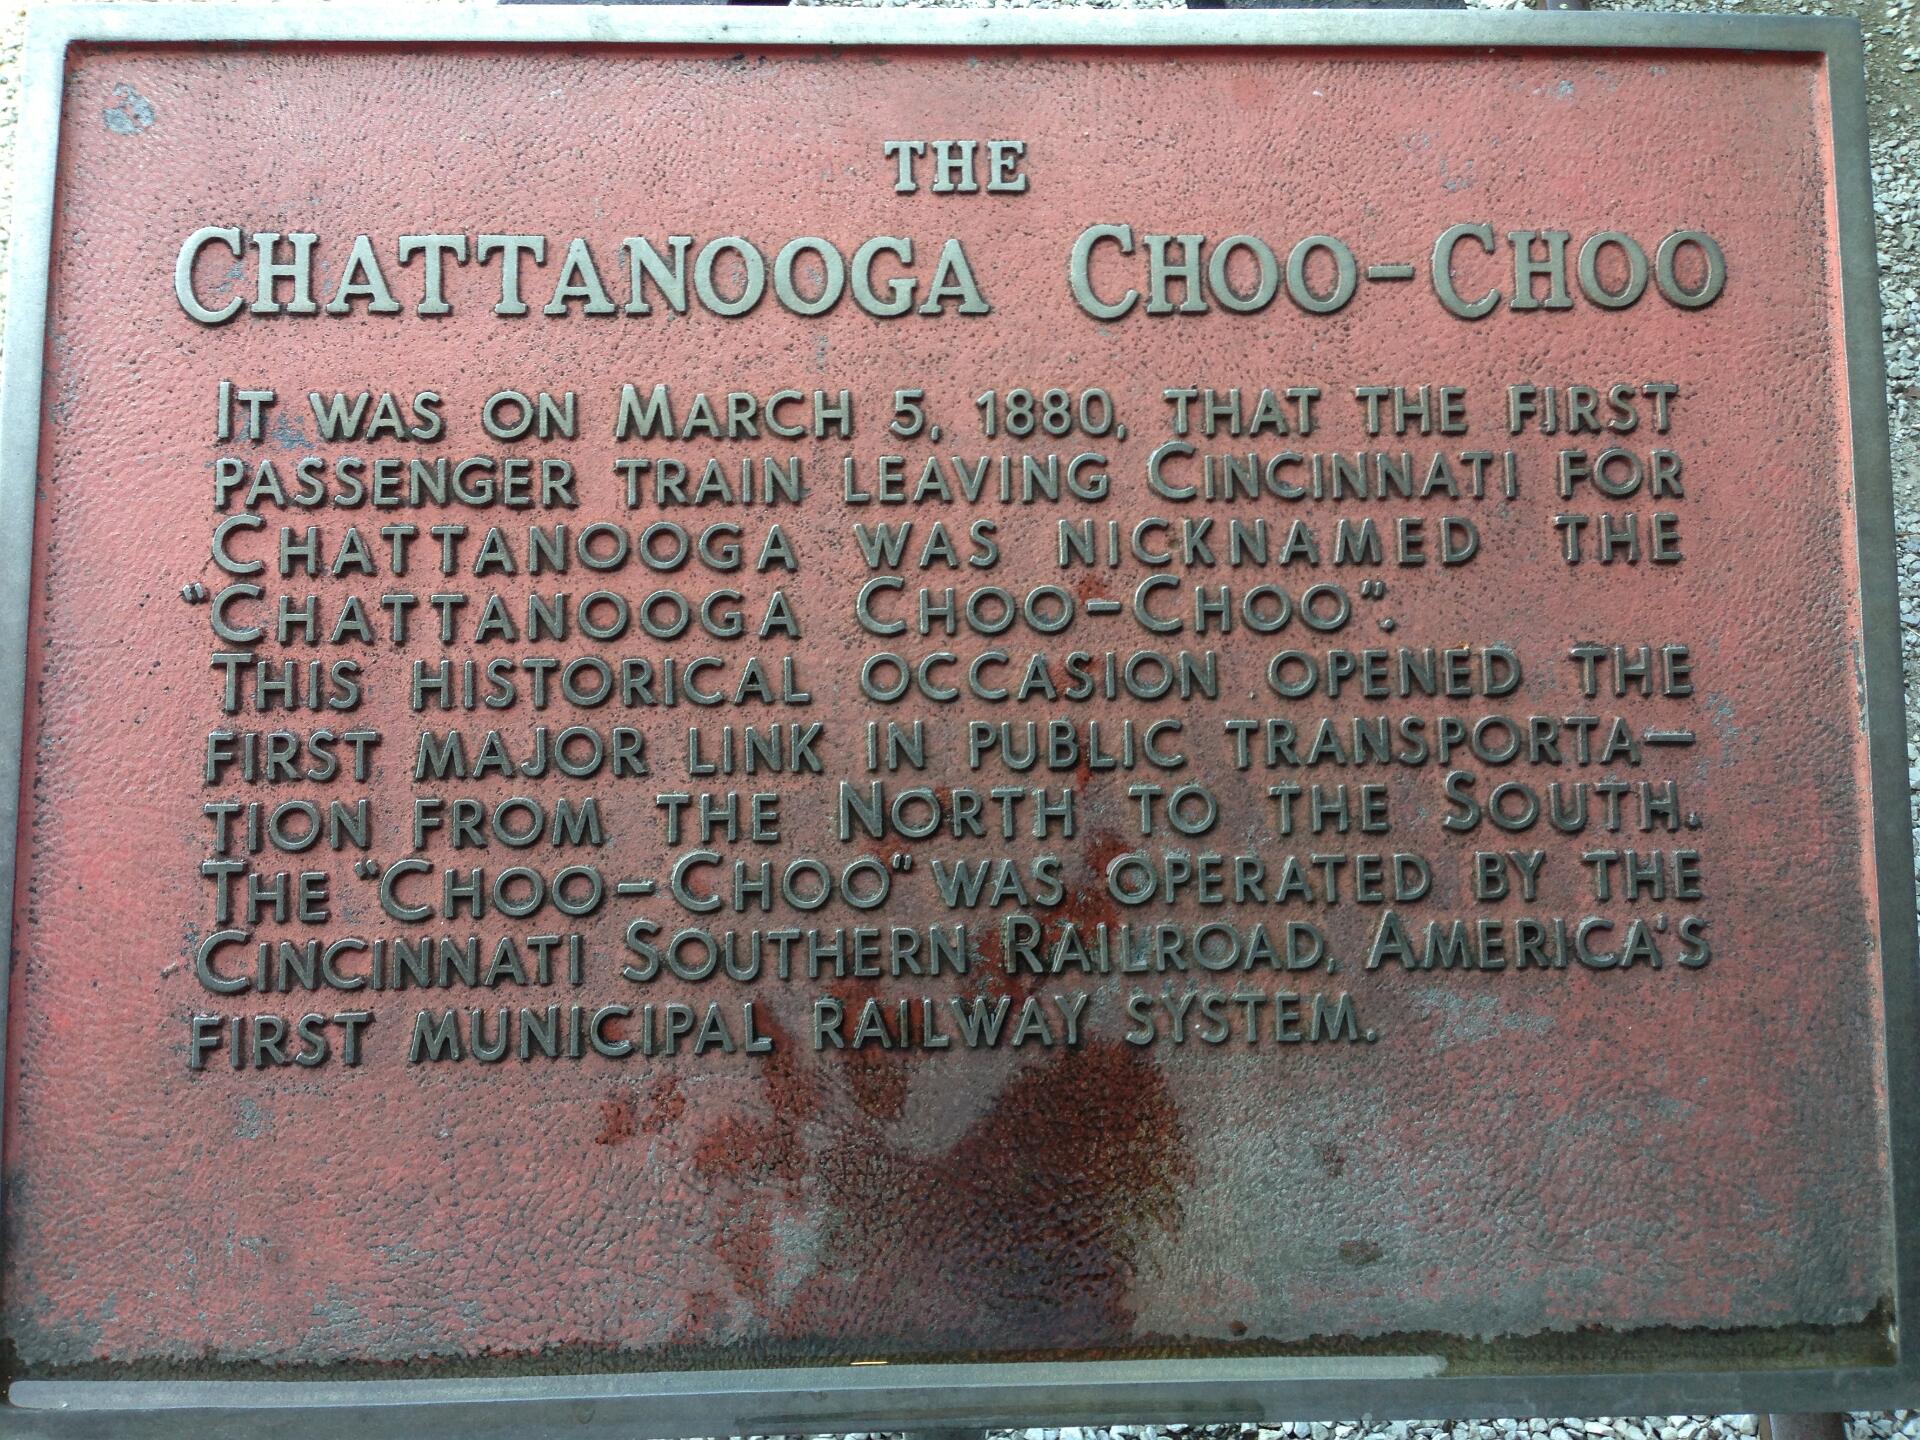 THE
CHATTANOOGA CHOO-CHOO
IT WAS ON MARCH 5, 1880, THAT THE FIRST
PASSENGER TRAIN LEAVING CINCINNATI FOR
CHATTANOOGA WAS NICKNAMED THE
"CHATTANOOGA CHOO-CHOO".
THIS HISTORICAL OCCASION OPENED THE
FIRST MAJOR LINK IN PUBLIC TRANSPORTA-
TION FROM THE NORTH TO THE SOUTH.
THE "CHOO-CHOO" WAS OPERATED BY THE
CINCINNATI SOUTHERN RAILROAD, AMERICA'S
FIRST MUNICIPAL RAILWAY SYSTEM.